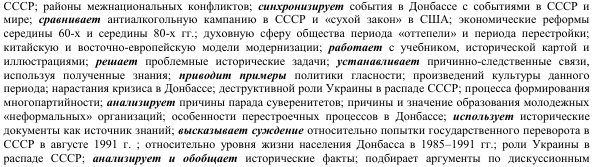 СССР; районы межнациональных конфликтов; синхронизирует события в Донбассе с событиями в СССР и
мире; сравнивает антиалкогольную кампанию в СССР и «сухой закон» в США; экономические реформы
середины 60-х и середины 80-х гг.; духовную сферу общества периода «оттепели» и периода перестройки;
китайскую и восточно-европейскую модели модернизации; работает с учебником, исторической картой и
иллюстрациями; решает проблемные исторические задачи; устанавливает причинно-следственные связи,
используя полученные знания; приводит примеры политики гласности; произведений культуры данного
периода; нарастания кризиса в Донбассе; деструктивной роли Украины в распаде СССР; процесса формирования
многопартийности; анализирует причины парада суверенитетов; причины и значение образования молодежных
«неформальных» организаций; особенности перестроечных процессов в Донбассе; использует исторические
документы как источник знаний; высказывает суждение относительно попытки государственного переворота в
СССР в августе 1991 г. ; относительно уровня жизни населения Донбасса в 1985–1991 гг.; роли Украины в
распаде СССР; анализирует и обобщает исторические факты; подбирает аргументы по дискуссионным